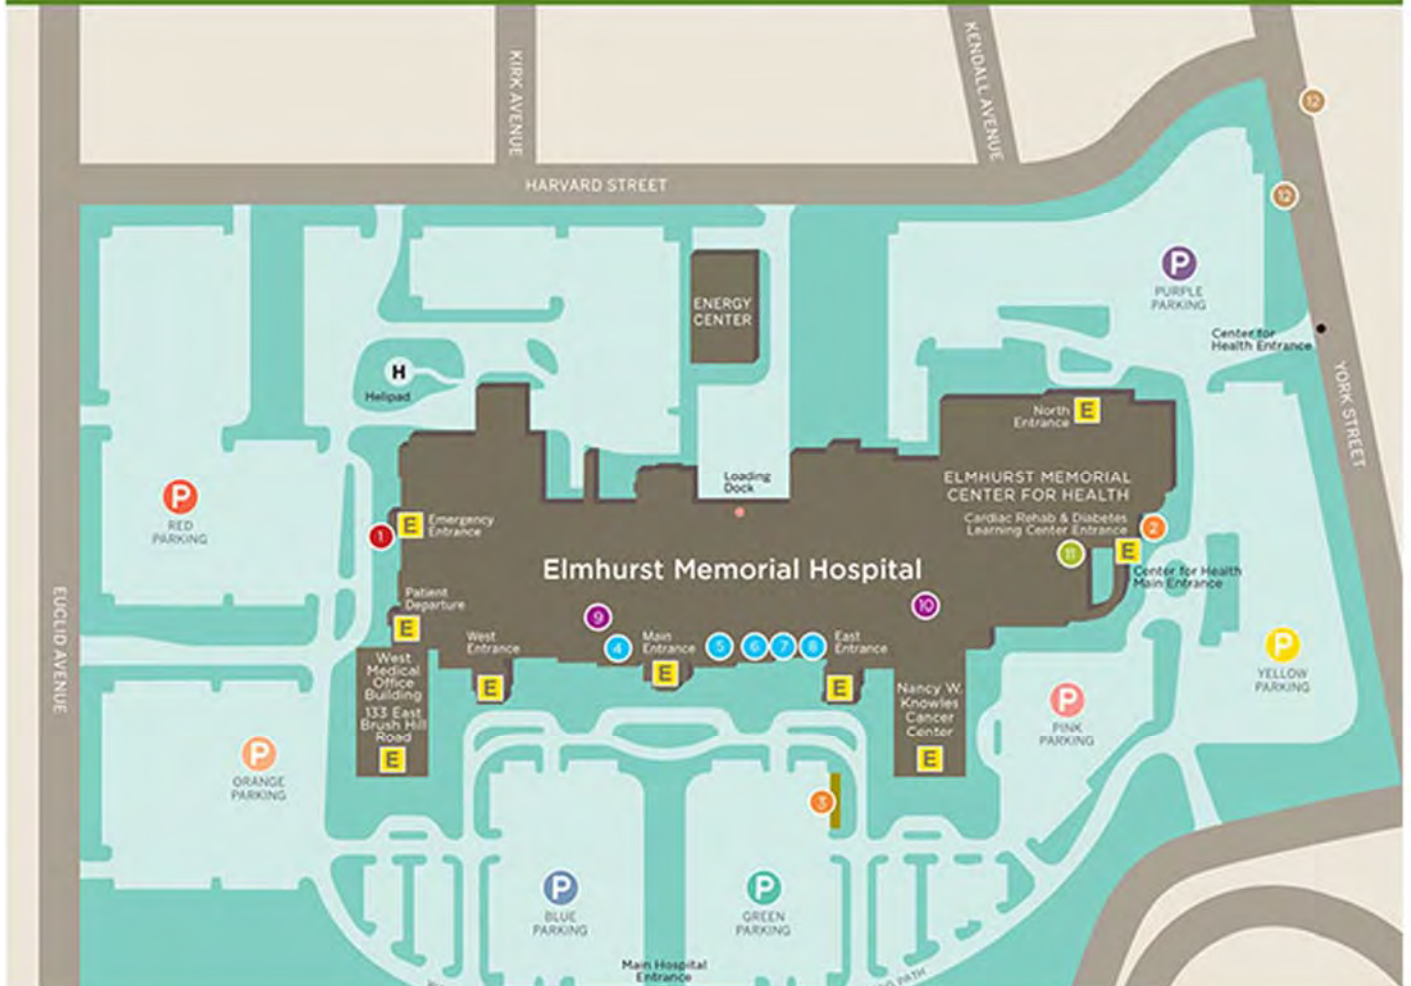 KIRK AVENUE
KENDALL AVENUE
12
HARVARD STREET
12
P
PURPLE
PARKING
ENERGY
CENTER
Center for
Health Entrance
H
Helipad
YORK STREET
North
Entrance
E
Loading
Dock
ELMHURST MEMORIAL
CENTER FOR HEALTH
P
RED
PARKING
1
E
Emergency
Entrance
Cardiac Rehab & Diabetes
Learning Center Entrance
2
11
E
Center for Health
Main Entrance
Elmhurst Memorial Hospital
EUCLID AVENUE
Patient
Departure
E
9
10
West
Entrance
E
4
Main
Entrance
E
5
6
7
8
East
Entrance
E
P
YELLOW
PARKING
West
Medical
Office
Building
133 East
Brush Hill
Road
E
Nancy W.
Knowles
Cancer
Center
E
P
PINK
PARKING
P
ORANGE
PARKING
3
P
BLUE
PARKING
P
GREEN
PARKING
Main Hospital
Entrance
PATH